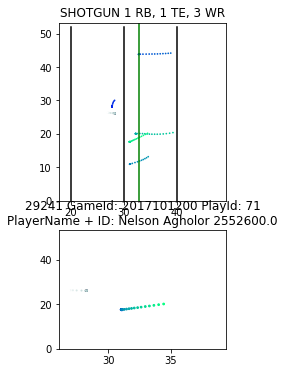 SHOTGUN 1 RB, 1 TE, 3 WR
50
40
30
20
10
0
20 30 40
29241 GameId: 2017101200 PlayId: 71
PlayerName + ID: Nelson Agholor 2552600.0
40
20
0
30 35